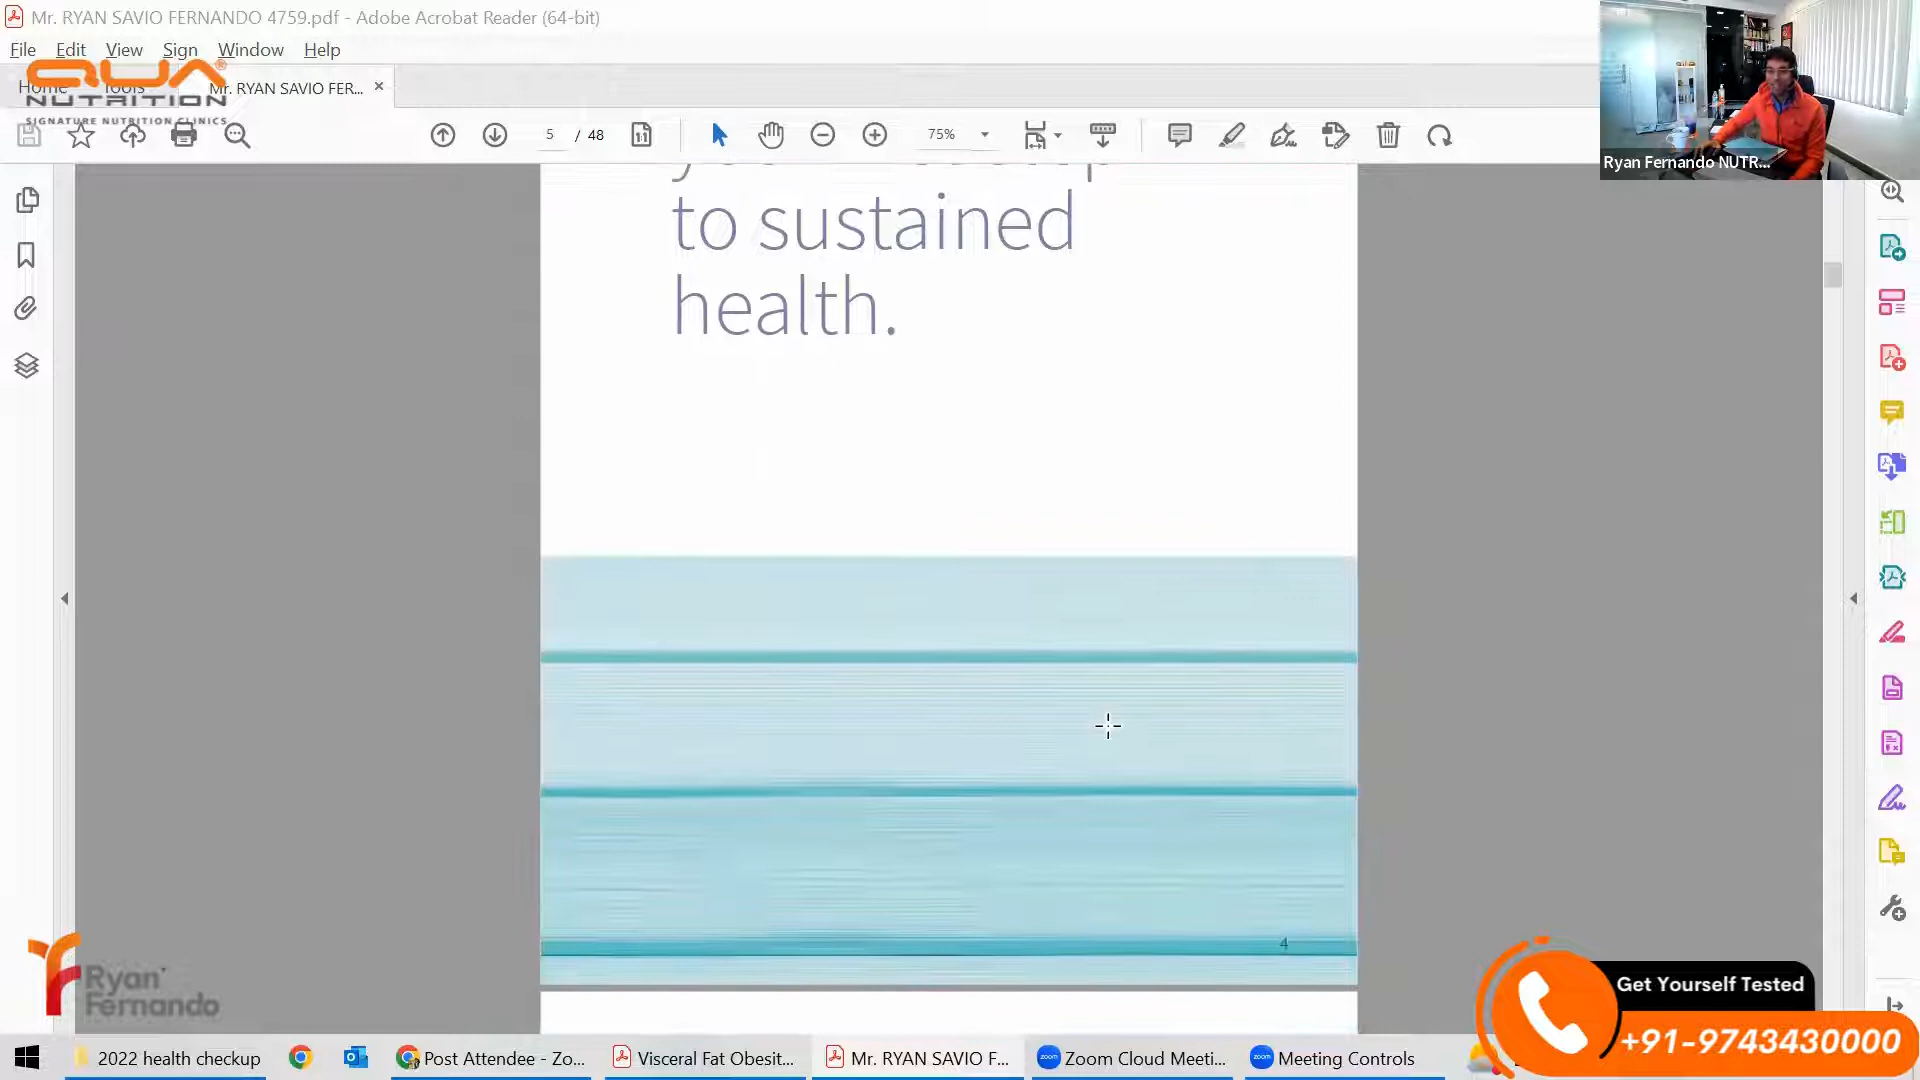 Mr. RYAN SAVIO FERNANDO 4759.pdf - Adobe Acrobat Reader (64-bit)
File Edit View Sign Window Help
QUA®
NUTRITION
SIGNATURE NUTRITION CLINICS
Home Tools Mr. RYAN SAVIO FER... ×
5 / 48 75%
Ryan Fernando NUTR...
to sustained
health.
4
Ryan
Fernando
Get Yourself Tested
+91-9743430000
2022 health checkup Post Attendee - Zo... Visceral Fat Obesit... Mr. RYAN SAVIO F... Zoom Cloud Meeti... Meeting Controls